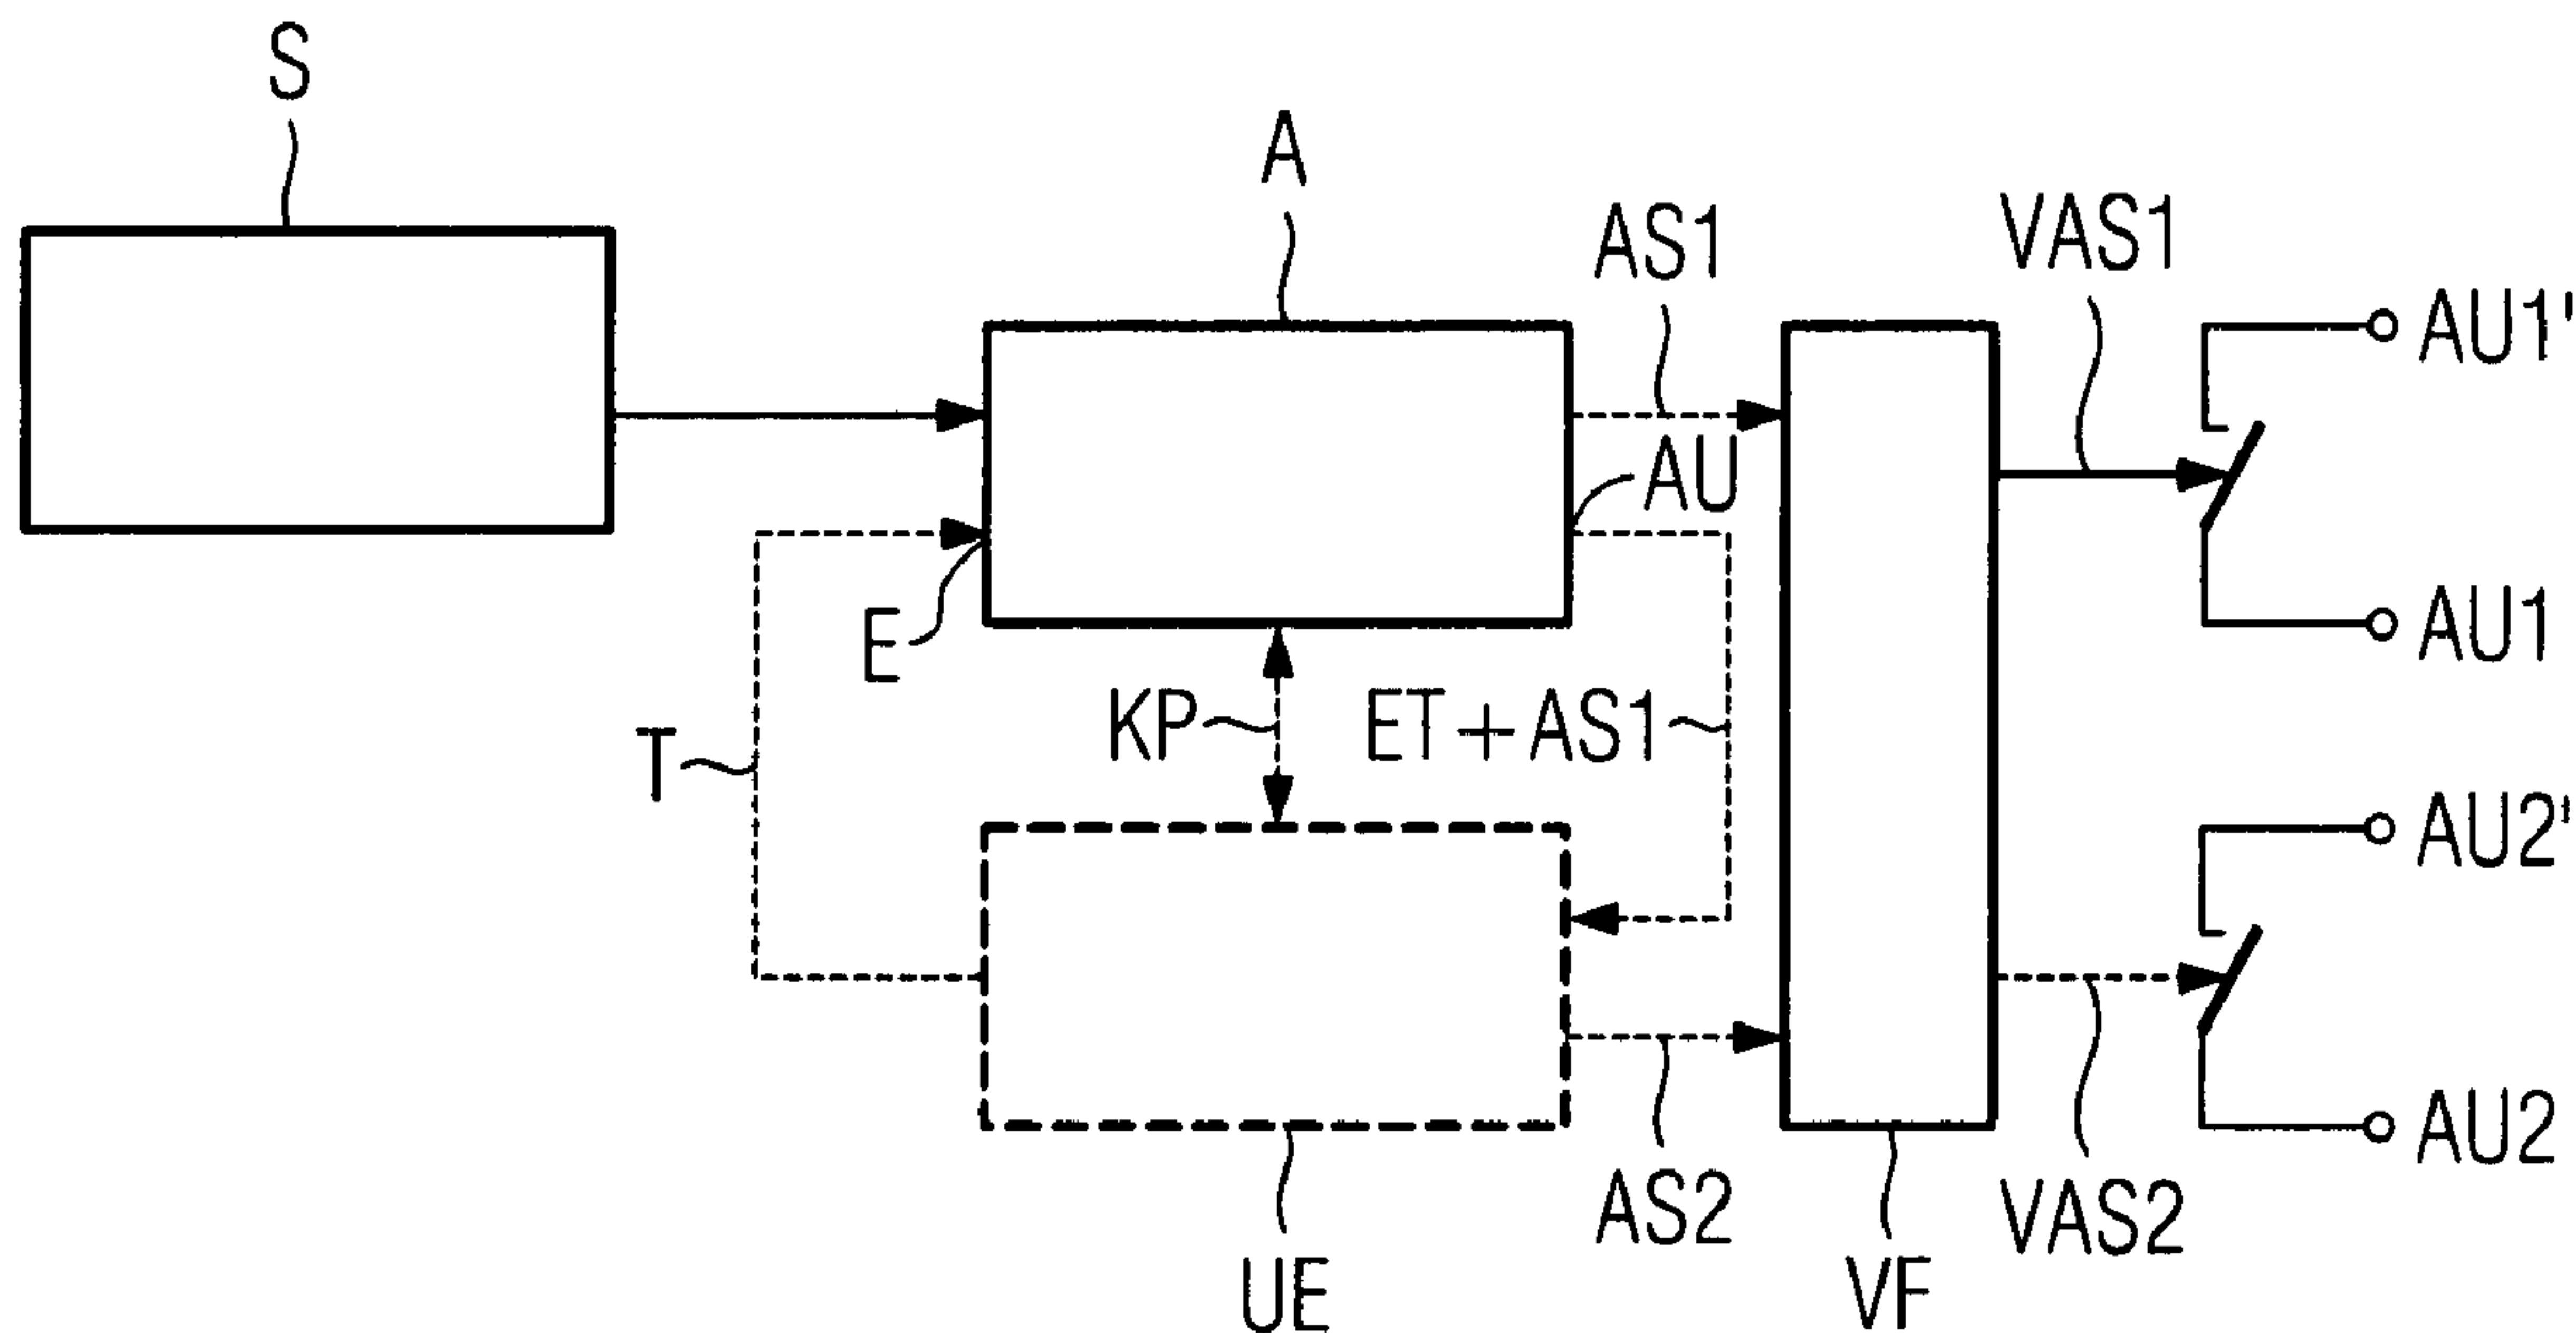 S
A
AS1
VAS1
AU1'
AU
E
AU1
KP
ET+AS1
T
AU2'
AS2
VAS2
AU2
UE
VF